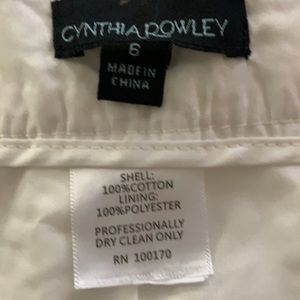 CYNTHIA ROWLEY
6
MADE IN
CHINA
SHELL:
100%COTTON
LINING:
100%POLYESTER
PROFESSIONALLY
DRY CLEAN ONLY
RN 100170